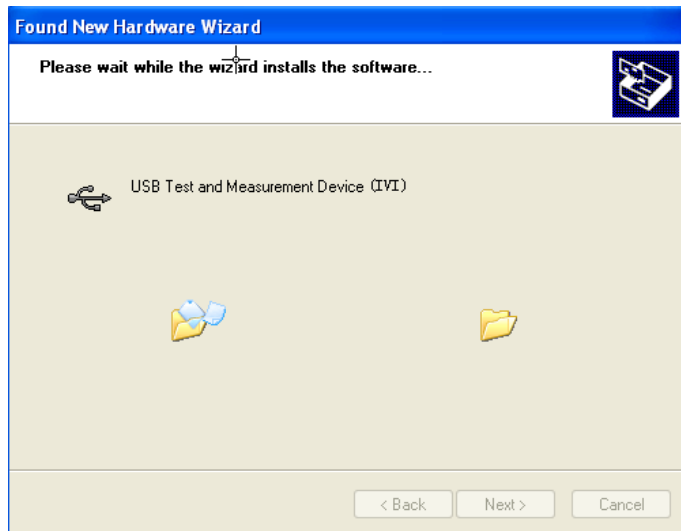 Found New Hardware Wizard
Please wait while the wizard installs the software...
USB Test and Measurement Device (IVI)
< Back
Next >
Cancel